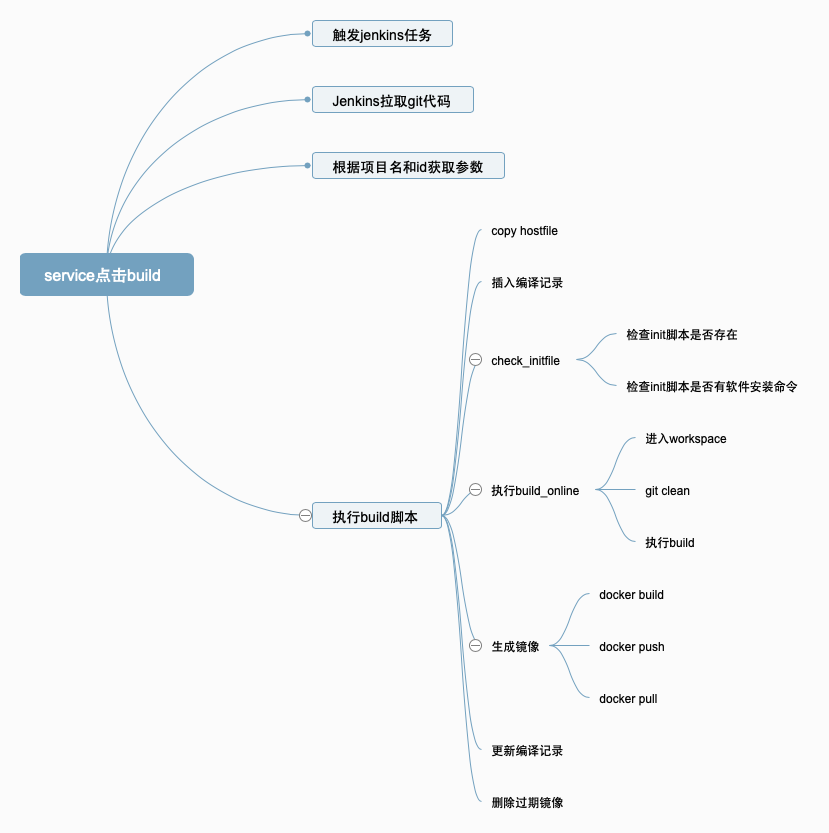 触发jenkins任务
Jenkins拉取git代码
根据项目名和id获取参数
service点击build
执行build脚本
copy hostfile
插入编译记录
check_initfile
检查init脚本是否存在
检查init脚本是否有软件安装命令
执行build_online
进入workspace
git clean
执行build
生成镜像
docker build
docker push
docker pull
更新编译记录
删除过期镜像